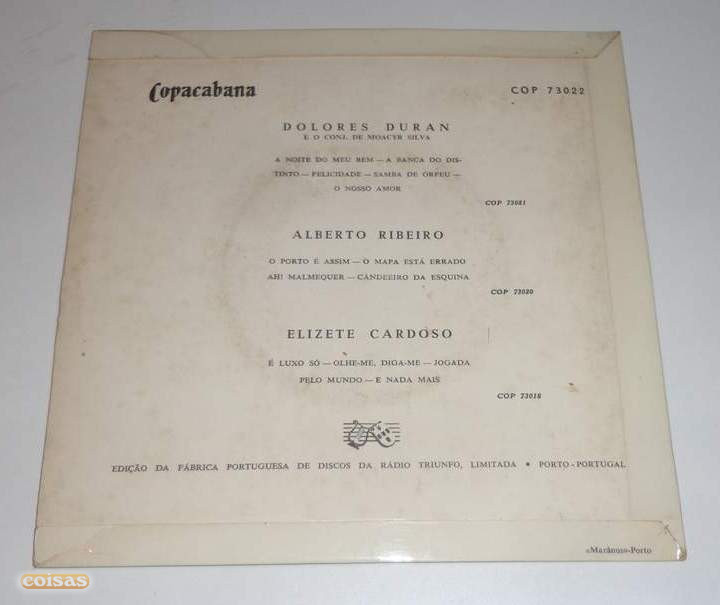 Copacabana
COP 73022
DOLORES DURAN
E O CONJ. DE MOACYR SILVA
A NOITE DO MEU BEM — A BANCA DO DIS-
TINTO — FELICIDADE — SAMBA DE ORFEU —
O NOSSO AMOR
COP 73081
ALBERTO RIBEIRO
O PORTO É ASSIM — O MAPA ESTÁ ERRADO
AH! MALMEQUER — CANDEEIRO DA ESQUINA
COP 73020
ELIZETE CARDOSO
É LUXO SÓ — OLHE-ME, DIGA-ME — JOGADA
PELO MUNDO — E NADA MAIS
COP 73018
EDIÇÃO DA FÁBRICA PORTUGUESA DE DISCOS DA RÁDIO TRIUNFO, LIMITADA • PORTO-PORTUGAL
Marânuso-Porto
coisas